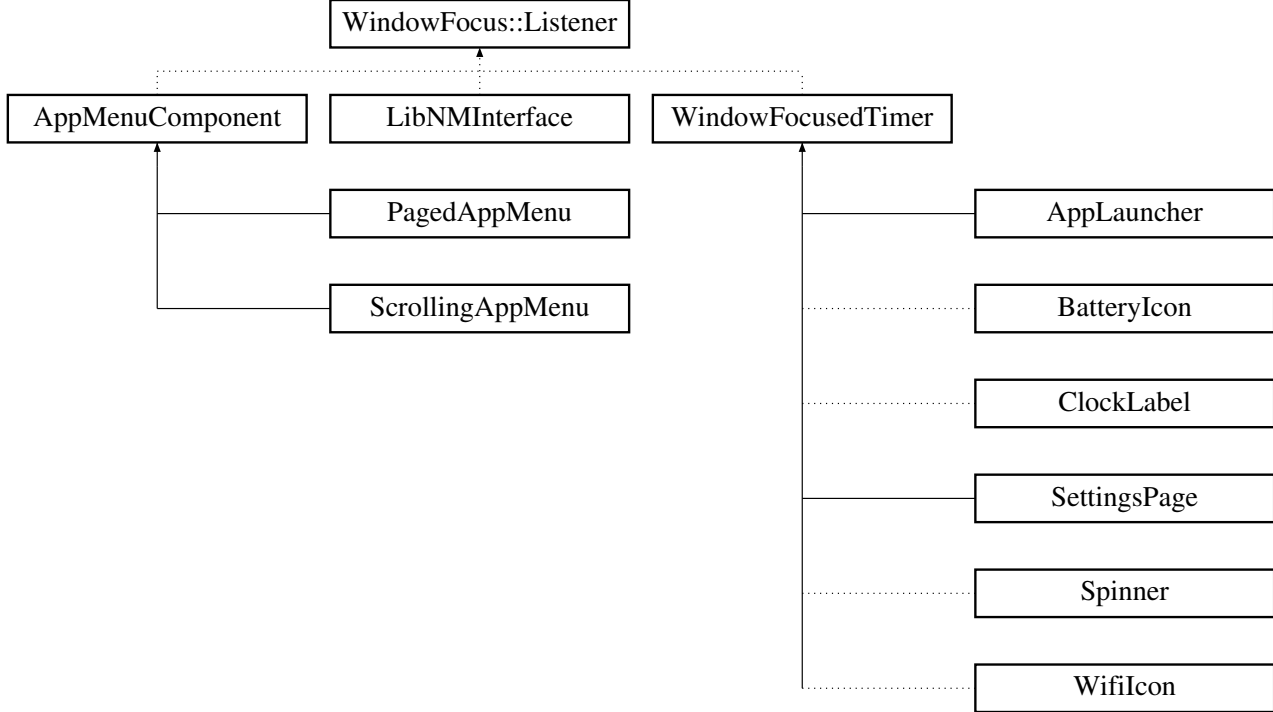 WindowFocus::Listener
AppMenuComponent
LibNMInterface
WindowFocusedTimer
PagedAppMenu
AppLauncher
ScrollingAppMenu
BatteryIcon
ClockLabel
SettingsPage
Spinner
WifiIcon